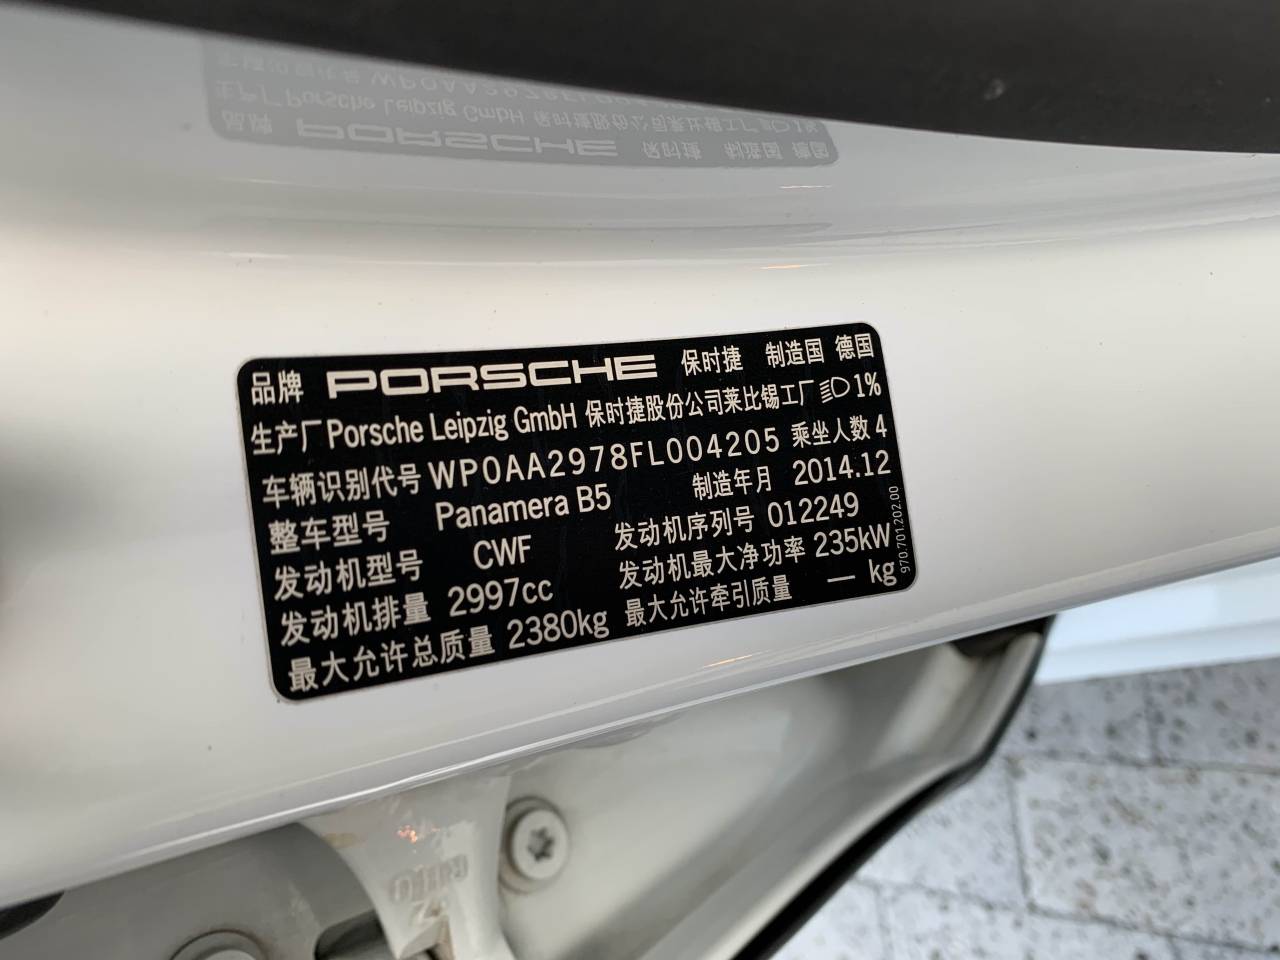 品牌 PORSCHE 保时捷 制造国 德国
生产厂 Porsche Leipzig GmbH 保时捷股份公司莱比锡工厂 1%
车辆识别代号 WP0AA2978FL004205 乘坐人数 4
整车型号 Panamera B5 制造年月 2014.12
发动机型号 CWF 发动机序列号 012249
发动机排量 2997cc 发动机最大净功率 235kW
最大允许总质量 2380kg 最大允许牵引质量 — kg
970.701.202.00